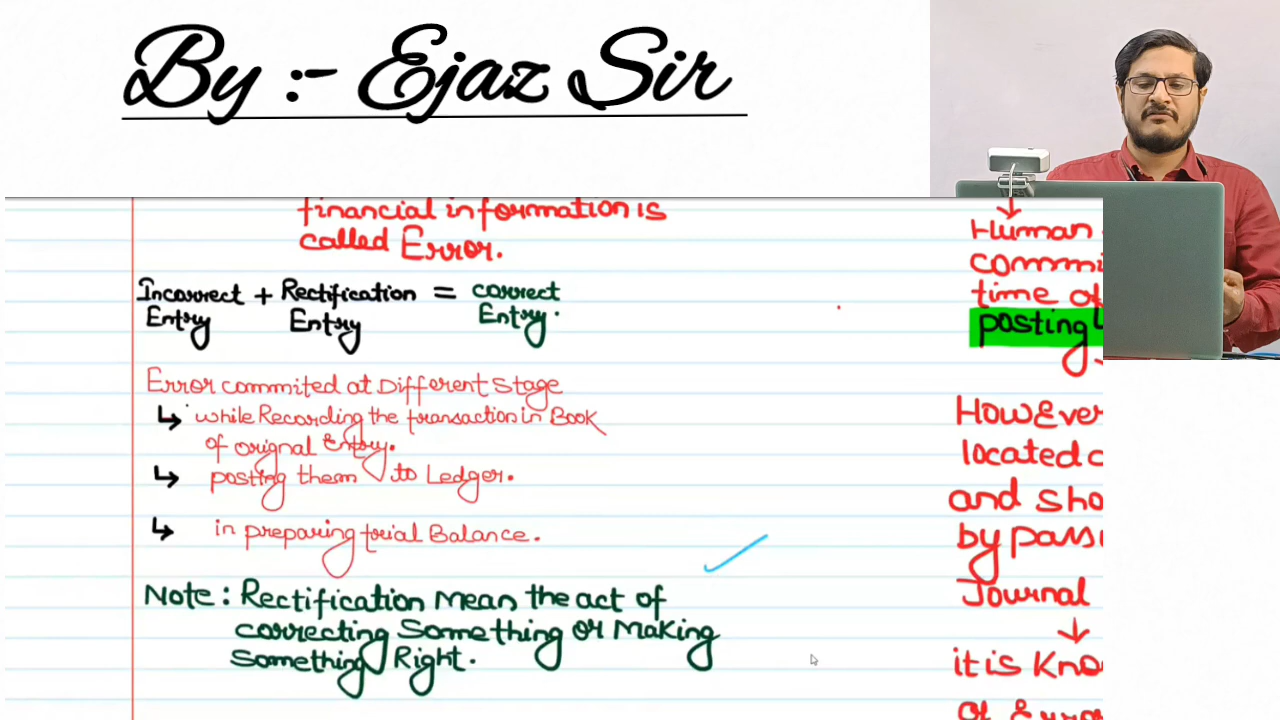 By :- Ejaz Sir
financial information is
called Error.
Incorrect + Rectification = correct
Entry Entry Entry.
Error commited at Different Stage
↳ while Recording the transaction in Book
of orignal Entry.
↳ posting them to Ledger.
↳ in preparing trial Balance.
Note : Rectification Mean the act of
correcting Something or Making
Something Right.
Human
commi
time of
posting
However
located
and sho
by pass
Journal
it is Kno
of Erro